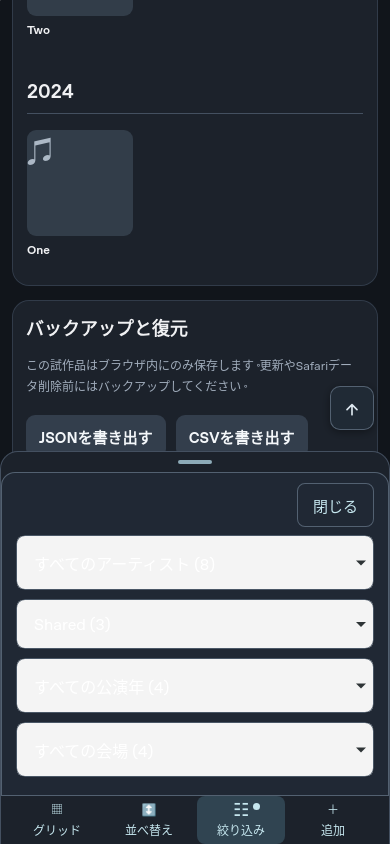 Two
2024
One
バックアップと復元
この試作品はブラウザ内にのみ保存します。更新やSafariデー
タ削除前にはバックアップしてください。
JSONを書き出す
CSVを書き出す
閉じる
すべてのアーティスト (8)
Shared (3)
すべての公演年 (4)
すべての会場 (4)
グリッド
並べ替え
絞り込み
追加